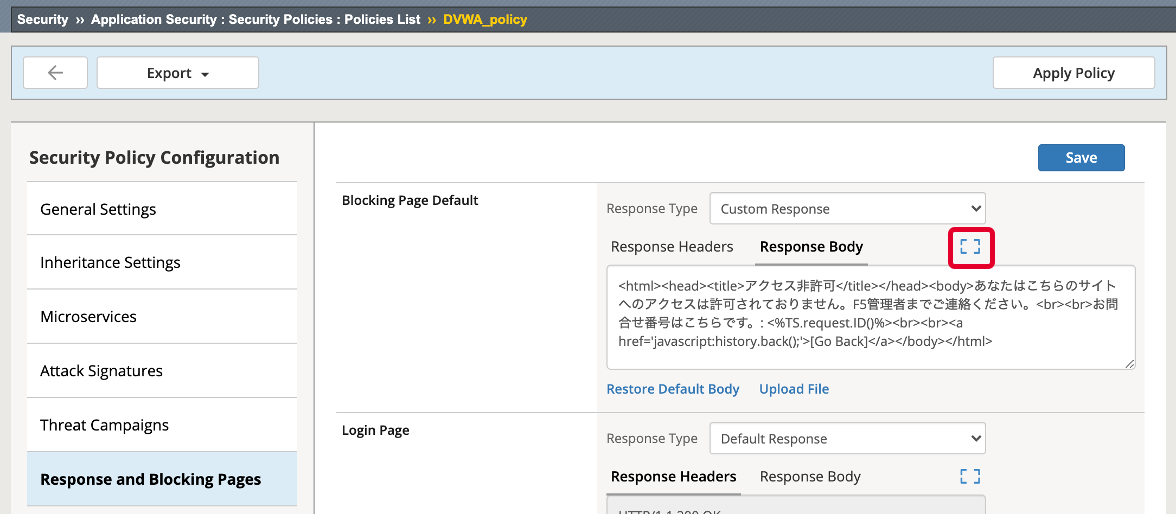 Security ›› Application Security : Security Policies : Policies List ›› DVWA_policy
Export
Apply Policy
Security Policy Configuration
General Settings
Inheritance Settings
Microservices
Attack Signatures
Threat Campaigns
Response and Blocking Pages
Save
Blocking Page Default
Response Type
Custom Response
Response Headers
Response Body
<html><head><title>アクセス非許可</title></head><body>あなたはこちらのサイト
へのアクセスは許可されておりません。F5管理者までご連絡ください。<br><br>お問
合せ番号はこちらです。: <%TS.request.ID()%><br><br><a
href='javascript:history.back();'>[Go Back]</a></body></html>
Restore Default Body
Upload File
Login Page
Response Type
Default Response
Response Headers
Response Body
HTTP/1.1 200 OK